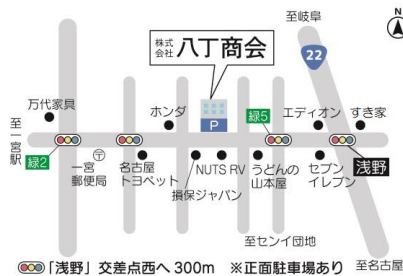 至岐阜
N
22
株式
会社 八丁商会
万代家具
ホンダ
P
緑5
エディオン
すき家
至一宮駅
緑2
浅野
一宮
郵便局
名古屋
トヨペット
損保ジャパン
NUTS RV
うどんの
山本屋
セブン
イレブン
至センイ団地
至名古屋
「浅野」交差点西へ300m ※正面駐車場あり